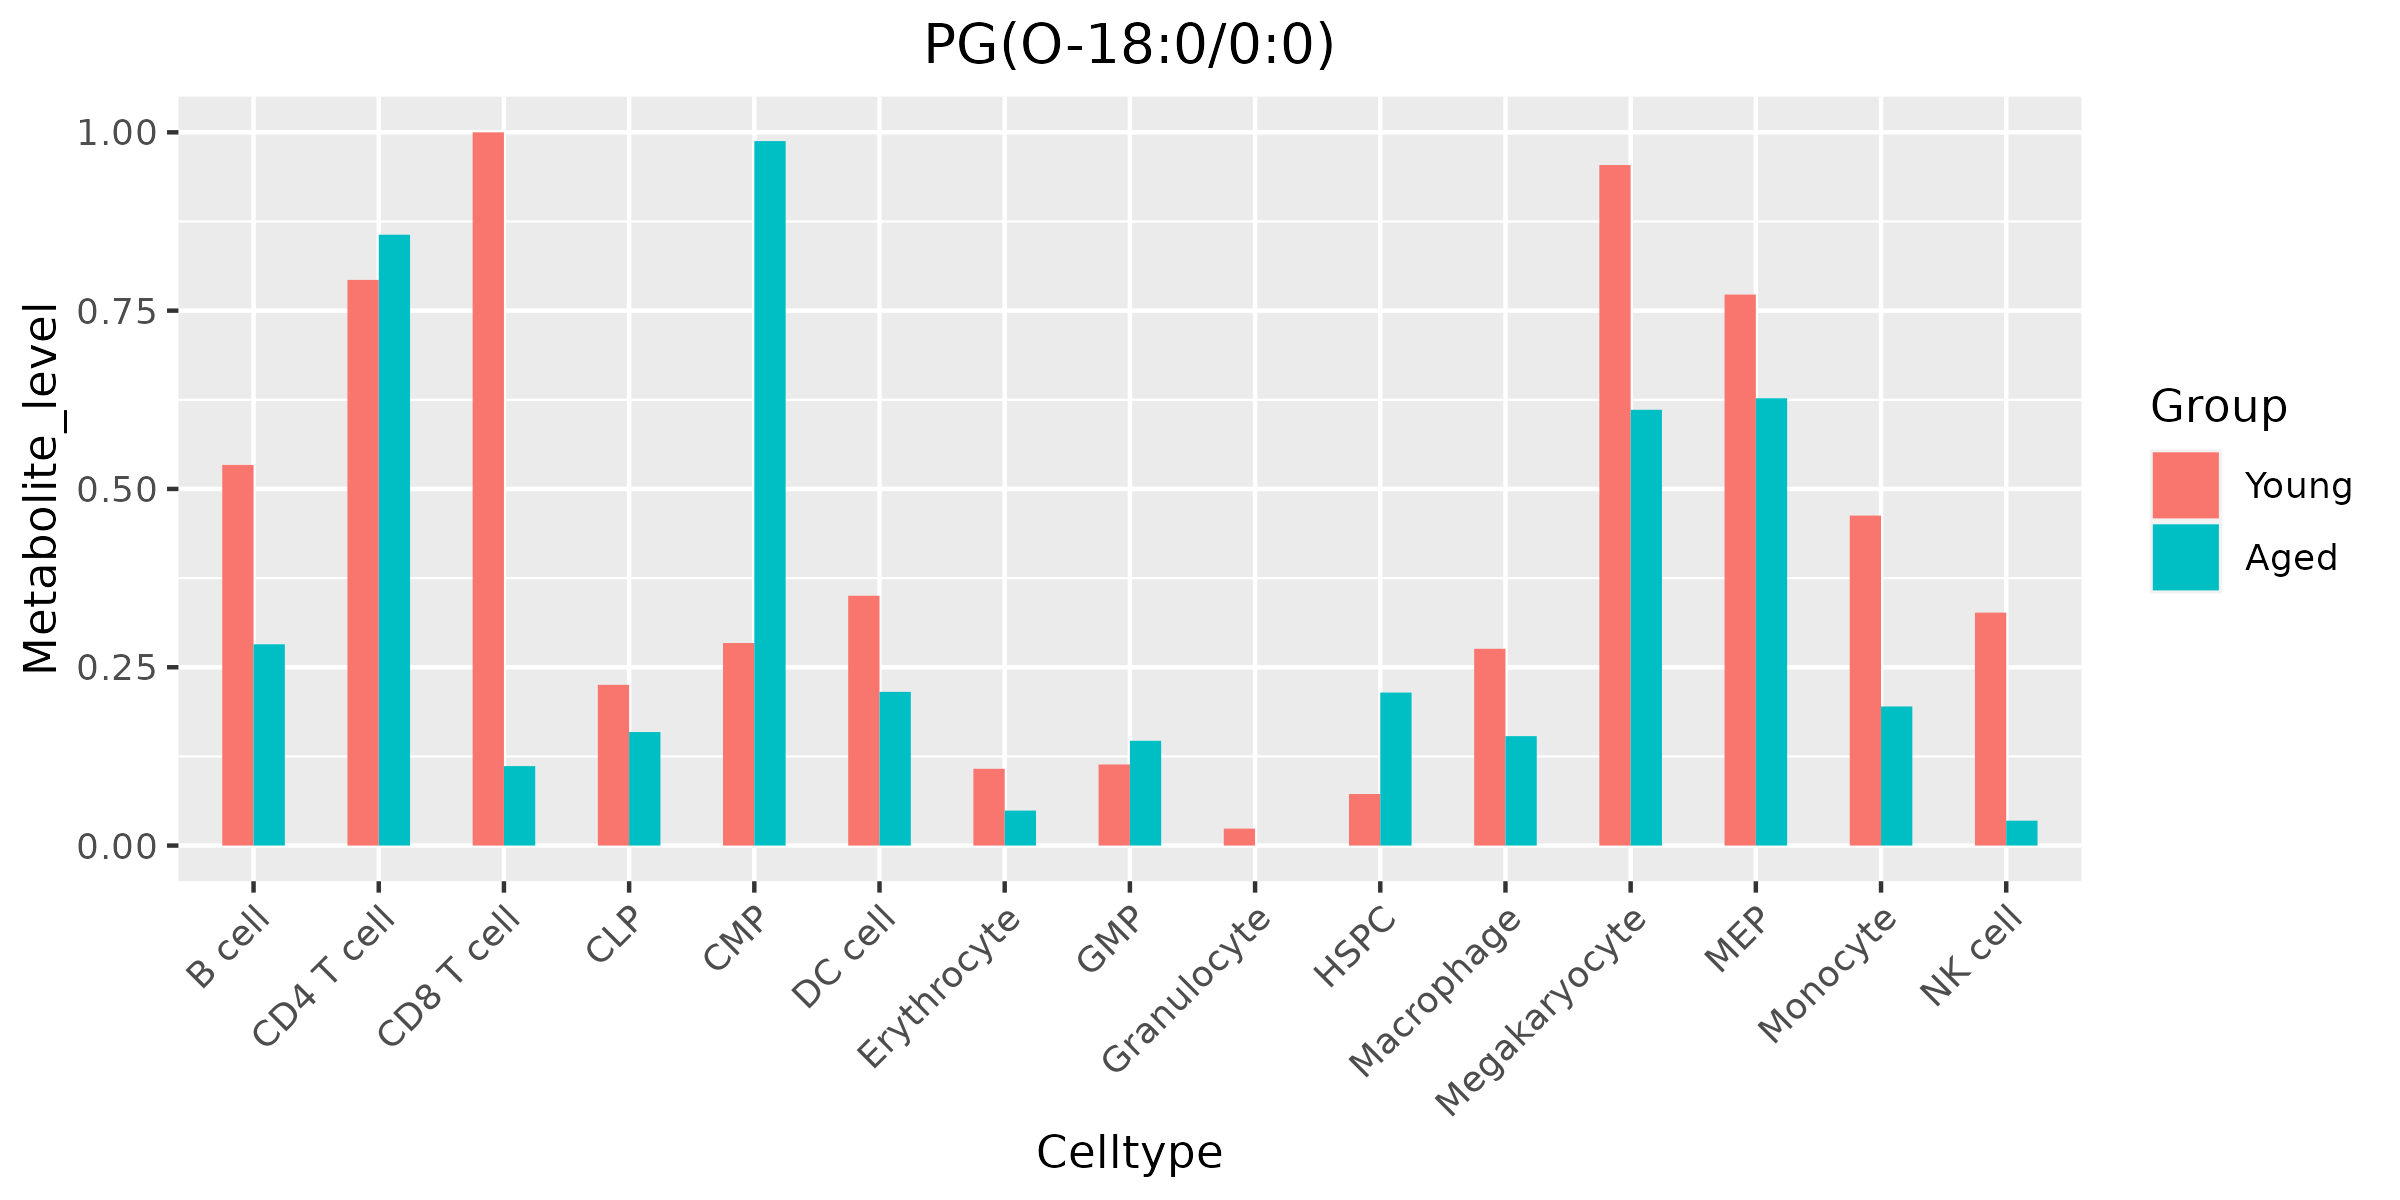 PG(O-18:0/0:0)
Metabolite_level
1.00
0.75
0.50
0.25
0.00
B cell
CD4 T cell
CD8 T cell
CLP
CMP
DC cell
Erythrocyte
GMP
Granulocyte
HSPC
Macrophage
Megakaryocyte
MEP
Monocyte
NK cell
Celltype
Group
Young
Aged